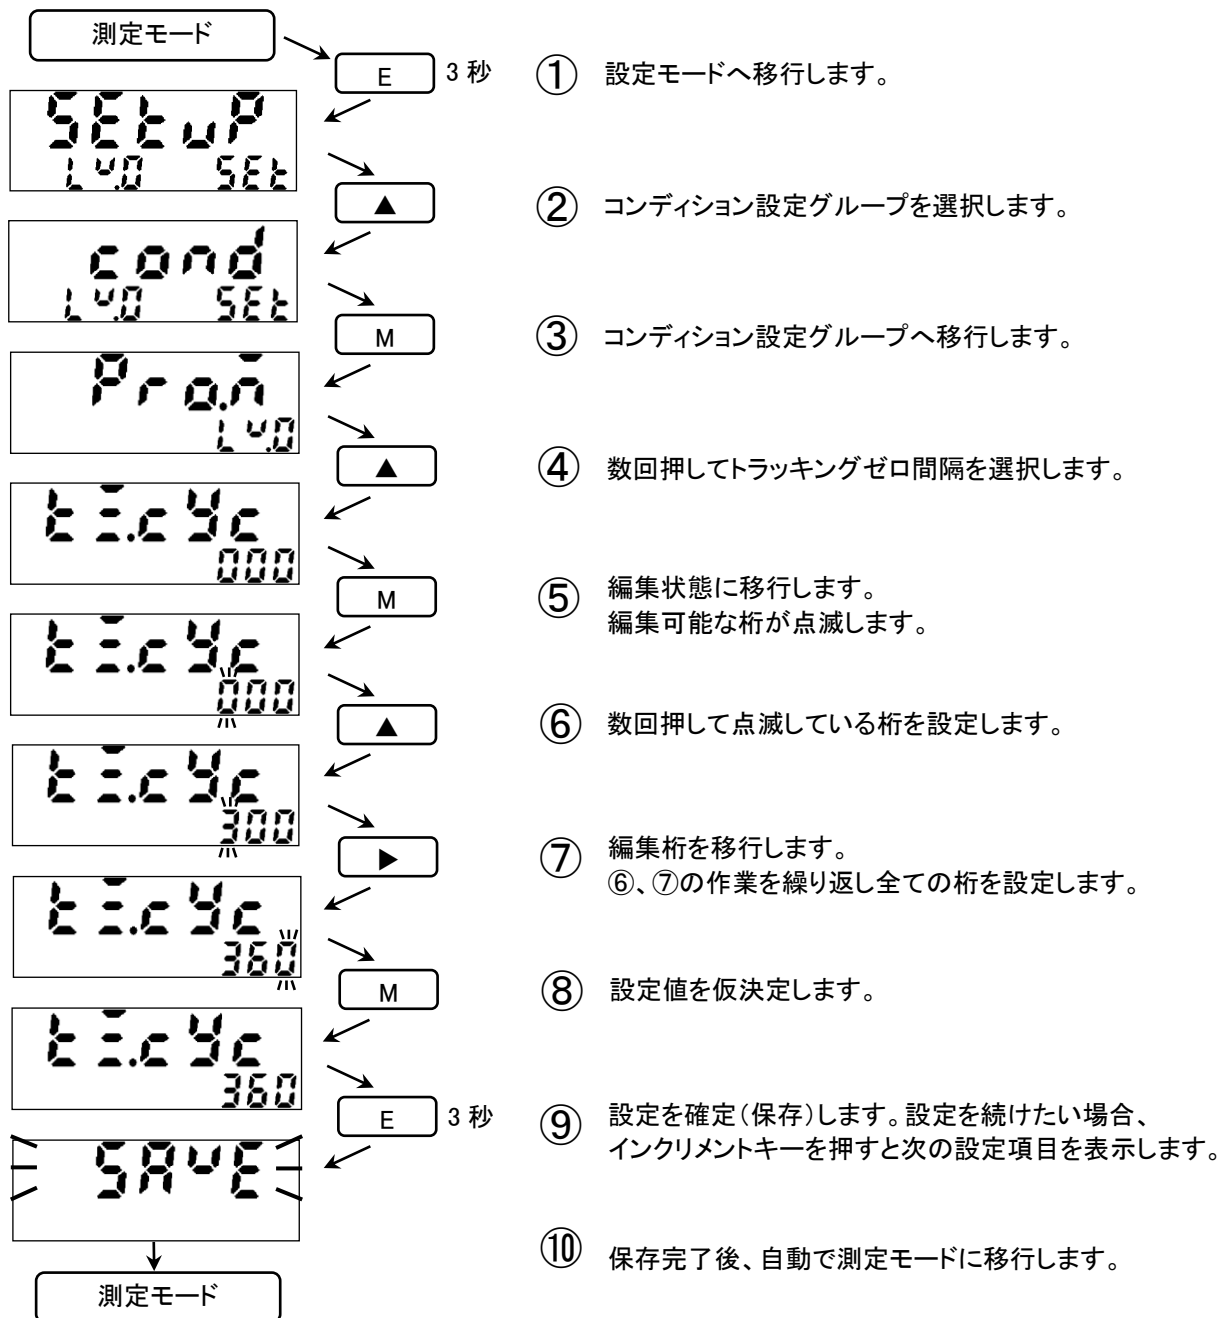 測定モード
E 3 秒 ① 設定モードへ移行します。
SEtuP
Lv.0 SEt
▲ ② コンディション設定グループを選択します。
cond
Lv.0 SEt
M ③ コンディション設定グループへ移行します。
Lv.0
▲ ④ 数回押してトラッキングゼロ間隔を選択します。
000
M ⑤ 編集状態に移行します。
編集可能な桁が点滅します。
000
▲ ⑥ 数回押して点滅している桁を設定します。
300
▶ ⑦ 編集桁を移行します。
⑥、⑦の作業を繰り返し全ての桁を設定します。
360
M ⑧ 設定値を仮決定します。
360
E 3 秒 ⑨ 設定を確定（保存）します。設定を続けたい場合、
インクリメントキーを押すと次の設定項目を表示します。
SAvE
⑩ 保存完了後、自動で測定モードに移行します。
測定モード